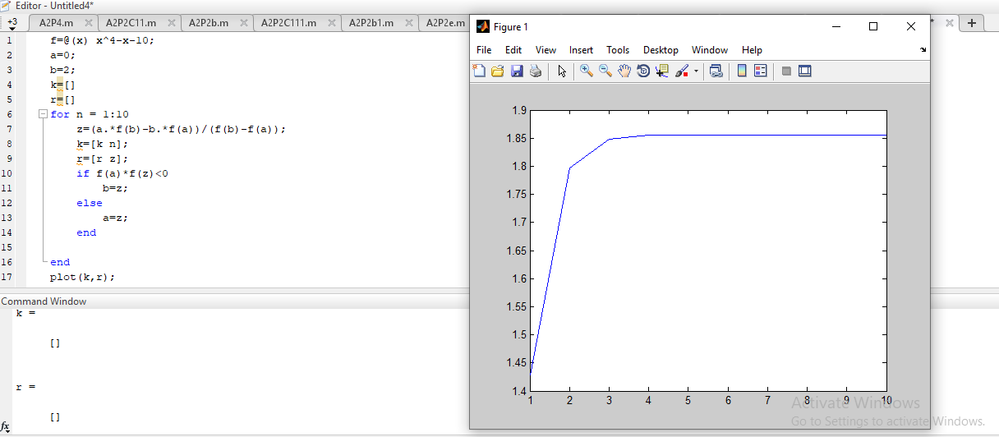 Editor - Untitled4*
+3 A2P4.m A2P2C11.m A2P2b.m A2P2C111.m A2P2b1.m A2P2e.m * +
1 f=@(x) x^4-x-10;
2 a=0;
3 b=2;
4 k=[]
5 r=[]
6 for n = 1:10
7 z=(a.*f(b)-b.*f(a))/(f(b)-f(a));
8 k=[k n];
9 r=[r z];
10 if f(a)*f(z)<0
11 b=z;
12 else
13 a=z;
14 end
15
16 end
17 plot(k,r);
Command Window
k =
[]
r =
[]
fx
Figure 1
File Edit View Insert Tools Desktop Window Help
1.9
1.85
1.8
1.75
1.7
1.65
1.6
1.55
1.5
1.45
1.4
1 2 3 4 5 6 7 8 9 10
Activate Windows
Go to Settings to activate Windows.